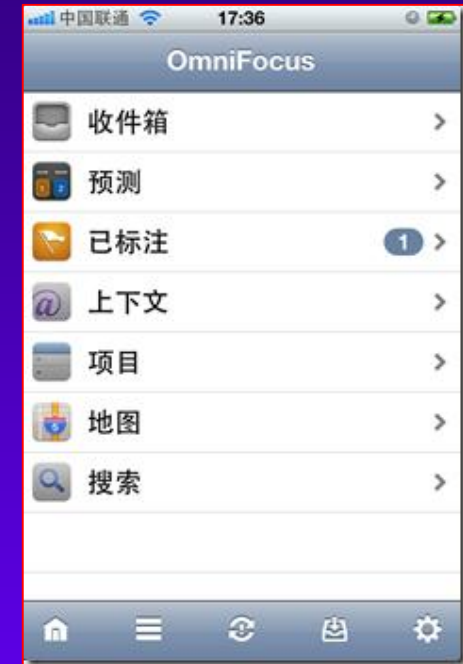 中国联通 17:36
OmniFocus
收件箱
预测
已标注 1
上下文
项目
地图
搜索